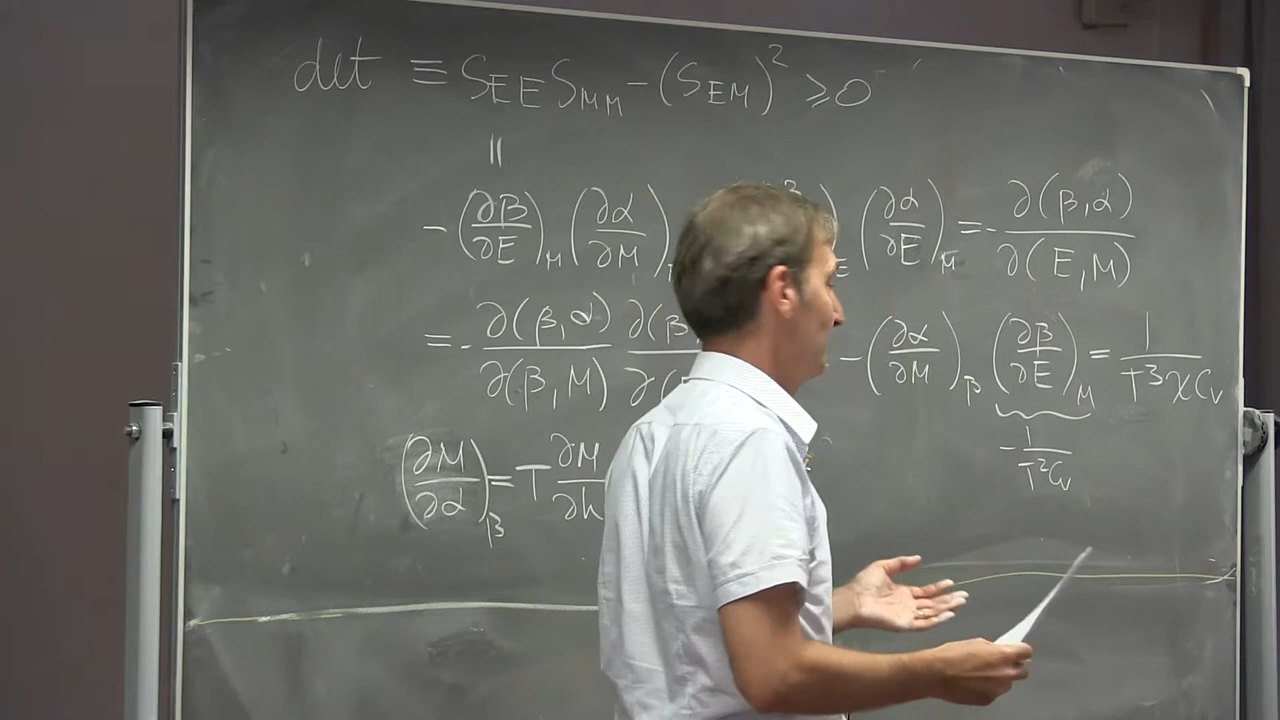 det ≡ S_EE S_MM - (S_EM)² ≥ 0
||
- (∂β/∂E)_M (∂α/∂M) (∂α/∂E)_M = - ∂(β,α)/∂(E,M)
= - ∂(β,α)/∂(β,M) ∂(β - (∂α/∂M)_β (∂β/∂E)_M = 1/T³χC_v
- 1/T²C_v
(∂M/∂α)_β = T ∂M/∂h